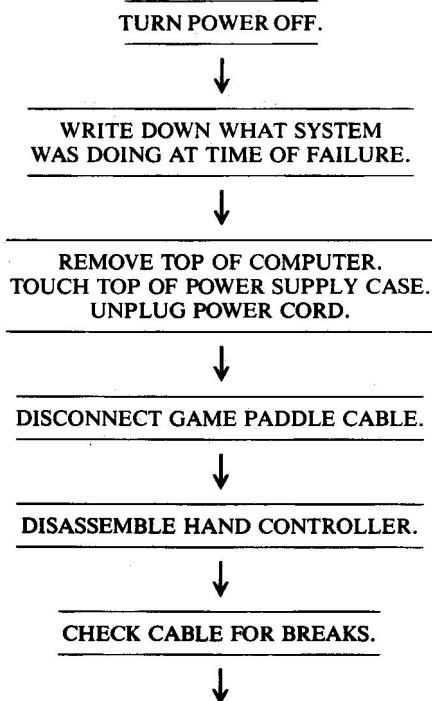 TURN POWER OFF.
WRITE DOWN WHAT SYSTEM
WAS DOING AT TIME OF FAILURE.
REMOVE TOP OF COMPUTER.
TOUCH TOP OF POWER SUPPLY CASE.
UNPLUG POWER CORD.
DISCONNECT GAME PADDLE CABLE.
DISASSEMBLE HAND CONTROLLER.
CHECK CABLE FOR BREAKS.